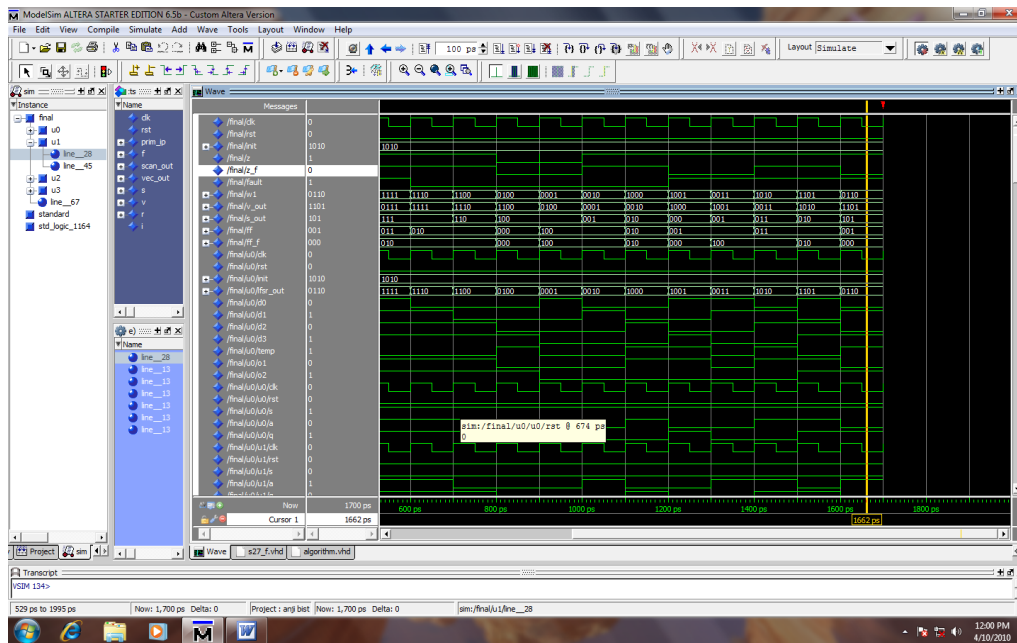 ModelSim ALTERA STARTER EDITION 6.5b - Custom Altera Version
File Edit View Compile Simulate Add Wave Tools Layout Window Help
100 ps
Layout Simulate
sim
Instance
final
u0
u1
line__28
line__45
u2
u3
line__67
standard
std_logic_1164
Name
clk
rst
prim_ip
f
scan_out
vec_out
s
v
r
i
Name
line__28
line__13
line__13
line__13
line__13
line__13
line__13
Wave
Messages
/final/clk 0
/final/rst 0
/final/init 1010 1010
/final/z 1
/final/z_f 0
/final/fault 1
/final/w1 0110 1111 1110 1100 0100 0001 0010 1000 1001 0011 1010 1101 0110
/final/v_out 1101 0111 1111 1110 1100 0100 0001 0010 1000 1001 0011 1010 1101
/final/s_out 101 111 110 100 001 010 001 011 010 101
/final/ff 001 011 010 000 100 010 001 011 001
/final/ff_f 000 010 000 100 010 000 100 010 000
/final/u0/clk 0
/final/u0/rst 0
/final/u0/init 1010 1010
/final/u0/lfsr_out 0110 1111 1110 1100 0100 0001 0010 1000 1001 0011 1010 1101 0110
/final/u0/d0 0
/final/u0/d1 1
/final/u0/d2 0
/final/u0/d3 1
/final/u0/temp 1
/final/u0/o1 0
/final/u0/o2 1
/final/u0/u0/clk 0
/final/u0/u0/rst 0
/final/u0/u0/s 1
/final/u0/u0/a 0
/final/u0/u0/q 1
/final/u0/u1/clk 0
/final/u0/u1/rst 0
/final/u0/u1/s 1
/final/u0/u1/a 1
sim:/final/u0/u0/rst @ 674 ps
0
Now 1700 ps
600 ps 800 ps 1000 ps 1200 ps 1400 ps 1600 ps 1800 ps
Cursor 1 1662 ps
1662 ps
Project sim
Wave s27_f.vhd algorithm.vhd
Transcript
VSIM 134>
529 ps to 1995 ps Now: 1,700 ps Delta: 0 Project : anji bist Now: 1,700 ps Delta: 0 sim:/final/u1/line__28
12:00 PM
4/10/2010